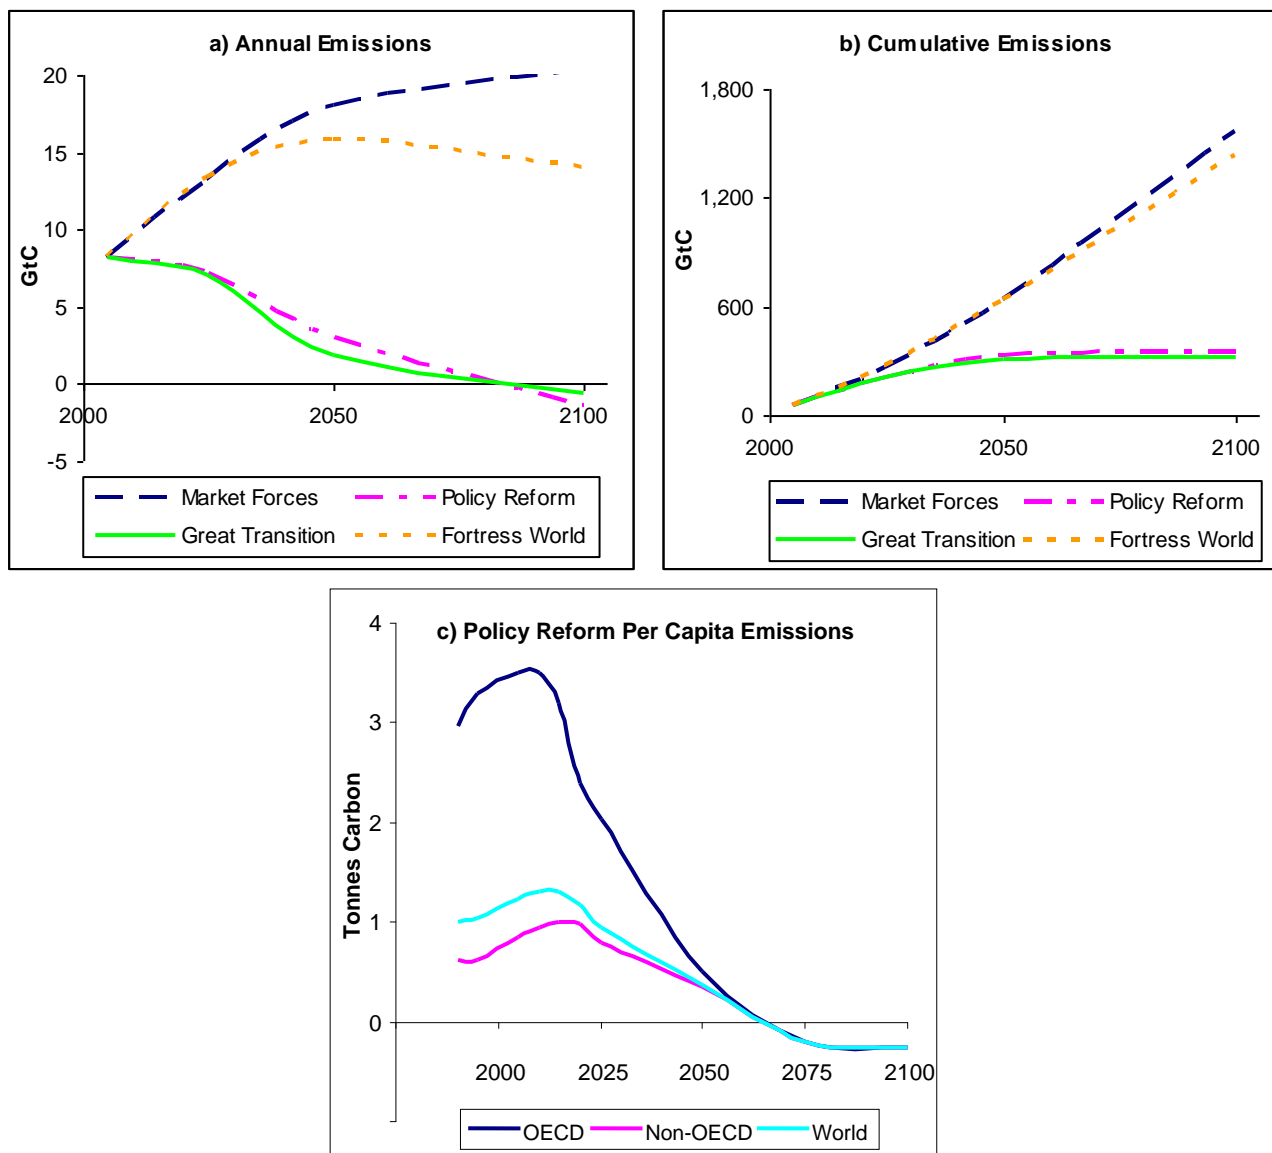 a) Annual Emissions
20
15
10
5
0
-5
GtC
2000 2050 2100
Market Forces Policy Reform
Great Transition Fortress World
b) Cumulative Emissions
1,800
1,200
600
0
GtC
2000 2050 2100
Market Forces Policy Reform
Great Transition Fortress World
c) Policy Reform Per Capita Emissions
4
3
2
1
0
Tonnes Carbon
2000 2025 2050 2075 2100
OECD Non-OECD World